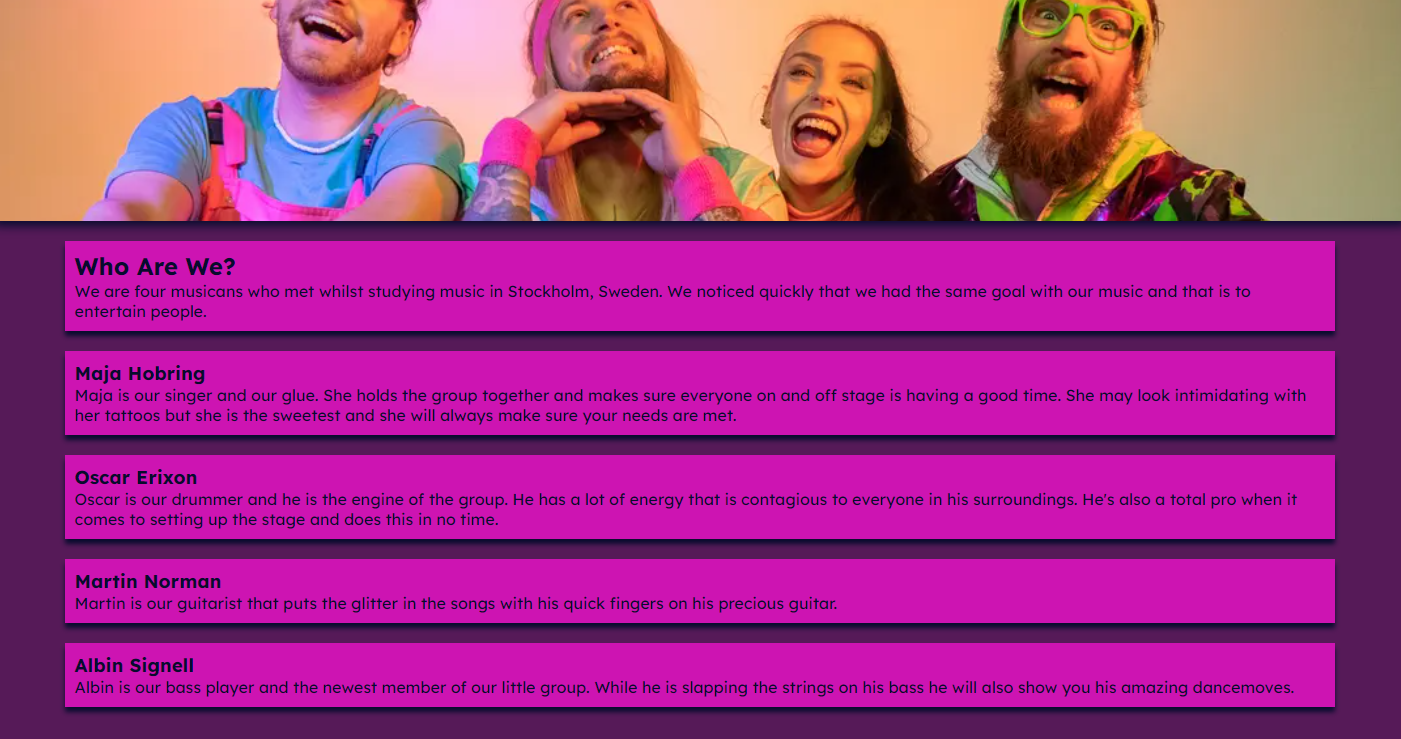 Who Are We?
We are four musicans who met whilst studying music in Stockholm, Sweden. We noticed quickly that we had the same goal with our music and that is to
entertain people.
Maja Hobring
Maja is our singer and our glue. She holds the group together and makes sure everyone on and off stage is having a good time. She may look intimidating with
her tattoos but she is the sweetest and she will always make sure your needs are met.
Oscar Erixon
Oscar is our drummer and he is the engine of the group. He has a lot of energy that is contagious to everyone in his surroundings. He's also a total pro when it
comes to setting up the stage and does this in no time.
Martin Norman
Martin is our guitarist that puts the glitter in the songs with his quick fingers on his precious guitar.
Albin Signell
Albin is our bass player and the newest member of our little group. While he is slapping the strings on his bass he will also show you his amazing dancemoves.